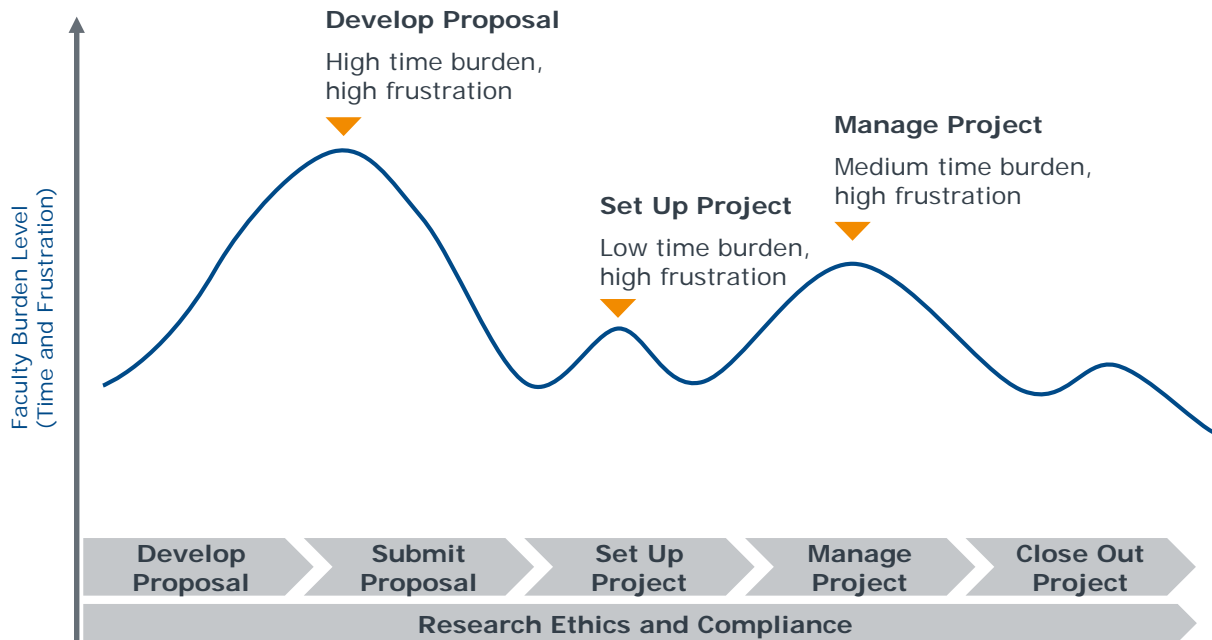 Develop Proposal
High time burden,
high frustration
Manage Project
Medium time burden,
high frustration
Set Up Project
Low time burden,
high frustration
Faculty Burden Level
(Time and Frustration)
Develop
Proposal
Submit
Proposal
Set Up
Project
Manage
Project
Close Out
Project
Research Ethics and Compliance